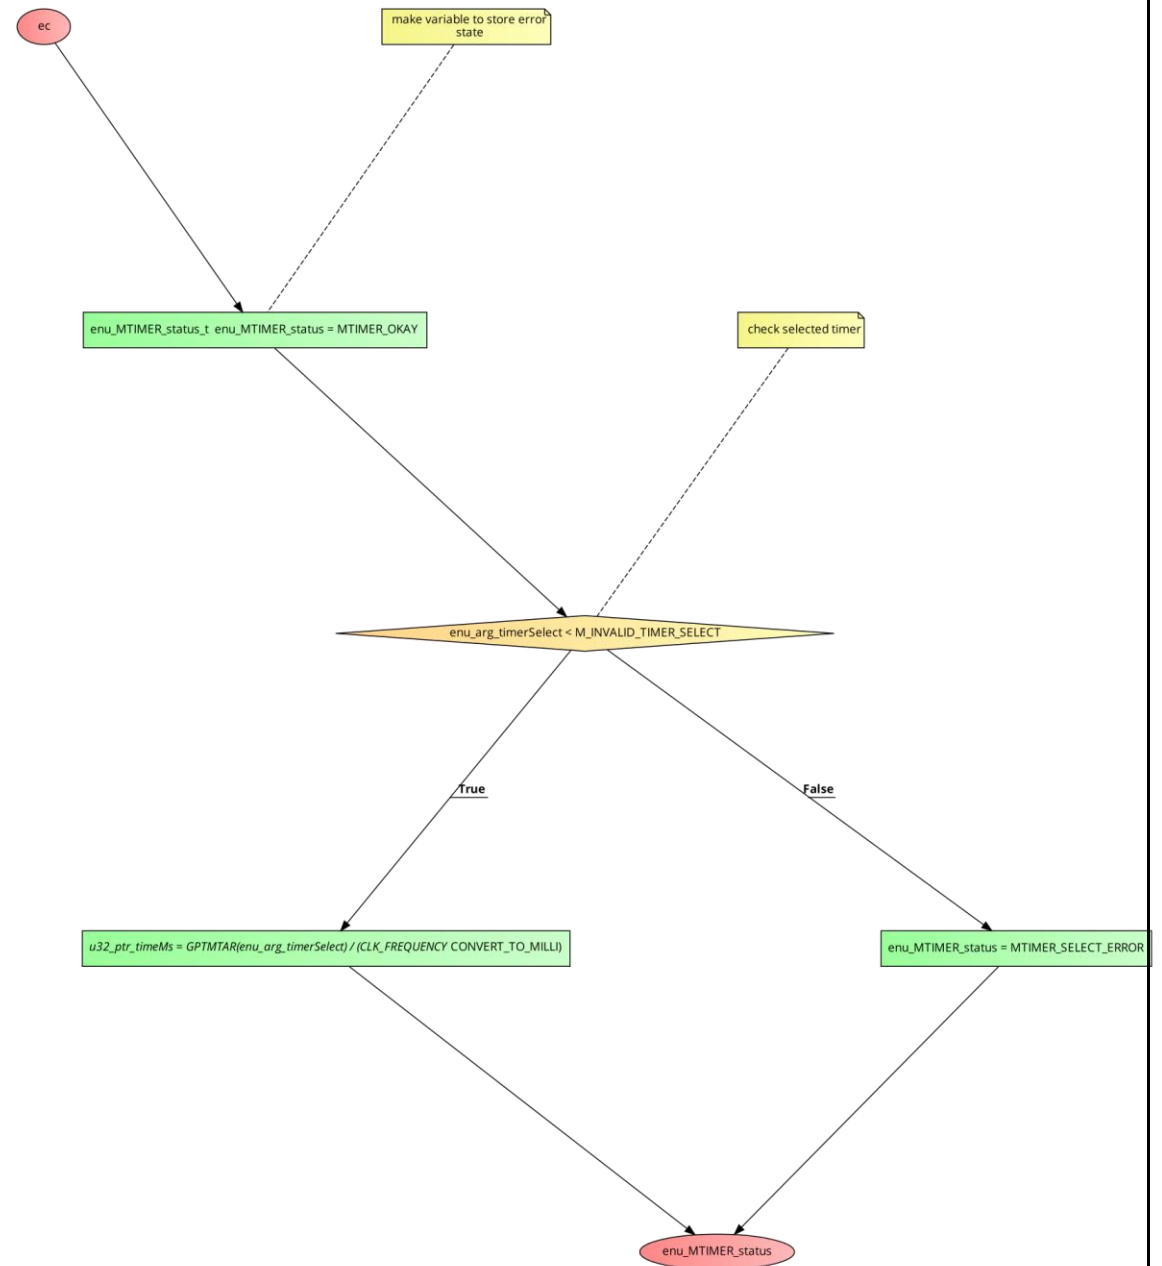 ec
make variable to store error
state
enu_MTIMER_status_t enu_MTIMER_status = MTIMER_OKAY
check selected timer
enu_arg_timerSelect < M_INVALID_TIMER_SELECT
True
False
u32_ptr_timeMs = GPTMTAR(enu_arg_timerSelect) / (CLK_FREQUENCY CONVERT_TO_MILLI)
enu_MTIMER_status = MTIMER_SELECT_ERROR
enu_MTIMER_status